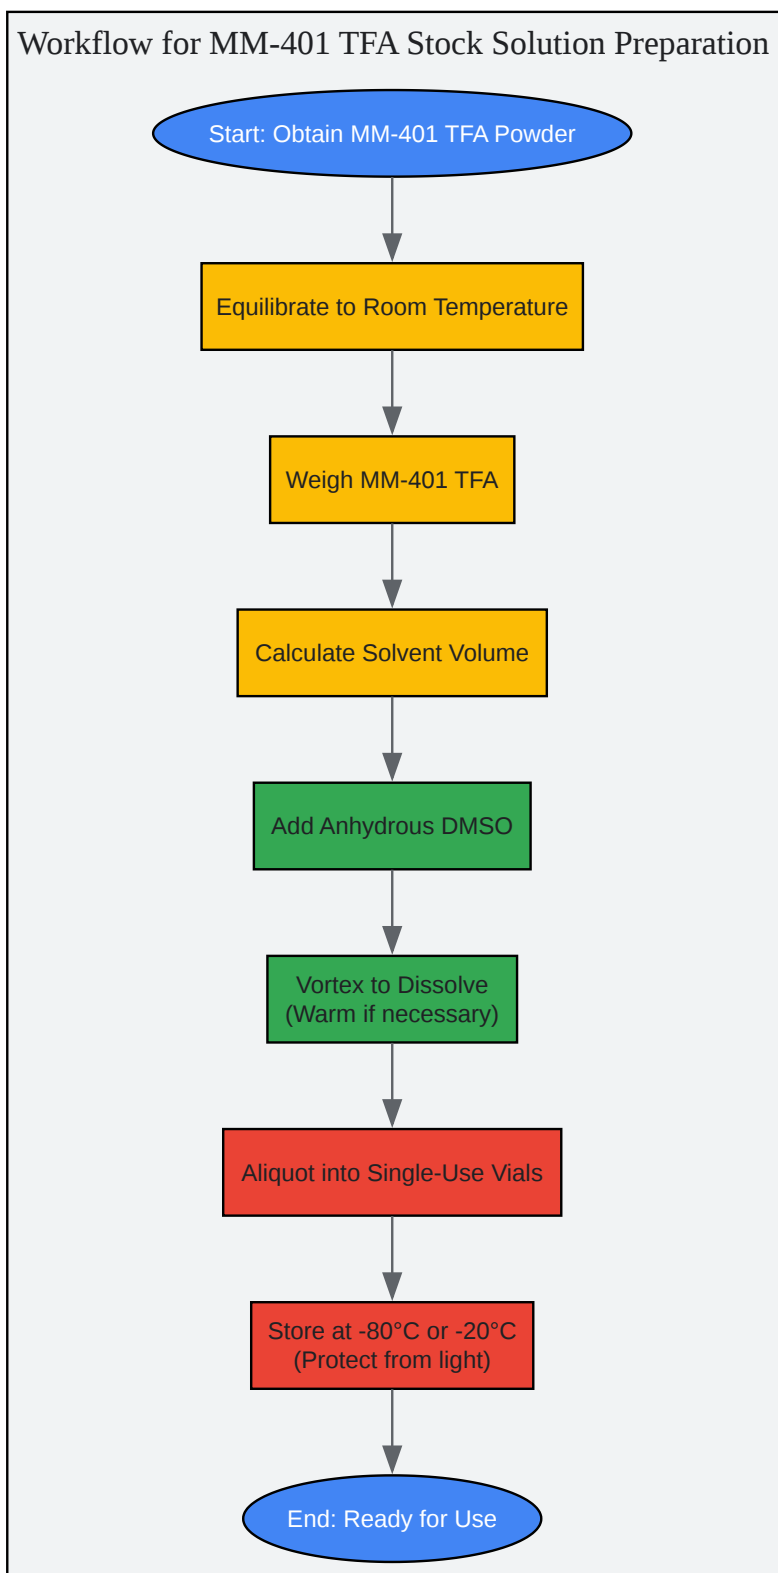 Workflow for MM-401 TFA Stock Solution Preparation
Start: Obtain MM-401 TFA Powder
Equilibrate to Room Temperature
Weigh MM-401 TFA
Calculate Solvent Volume
Add Anhydrous DMSO
Vortex to Dissolve
(Warm if necessary)
Aliquot into Single-Use Vials
Store at -80°C or -20°C
(Protect from light)
End: Ready for Use